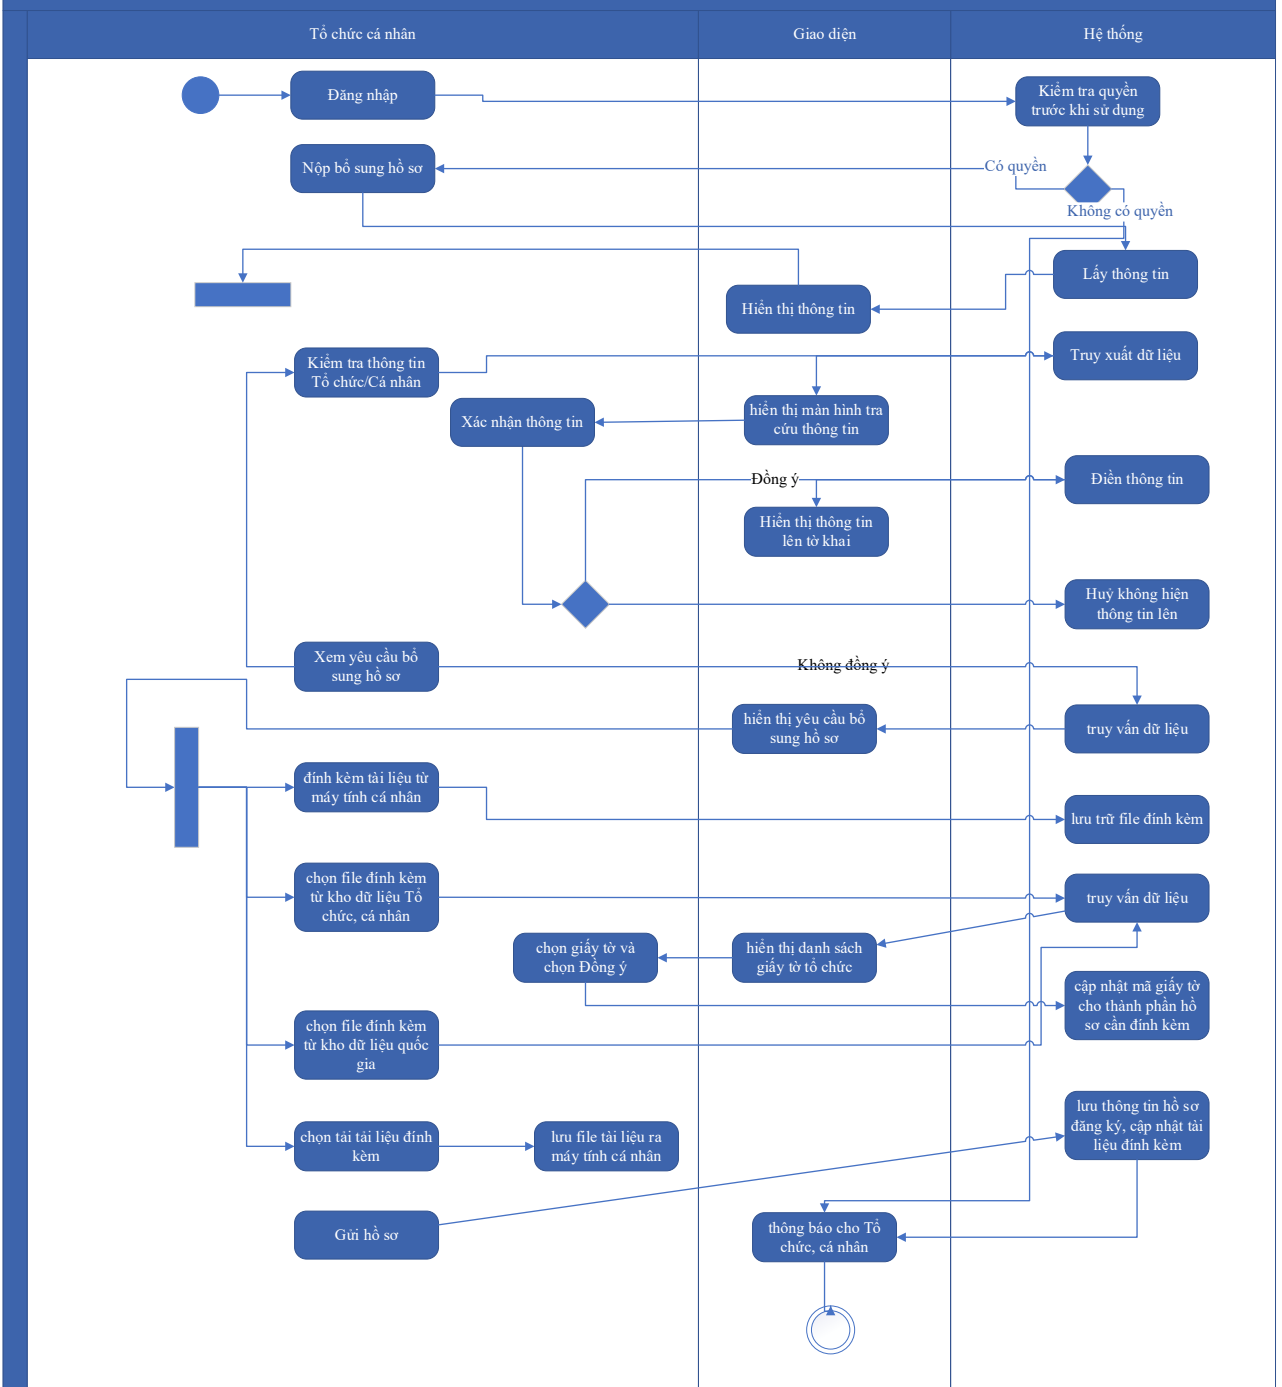 Tổ chức cá nhân
Giao diện
Hệ thống
Đăng nhập
Kiểm tra quyền
trước khi sử dụng
Nộp bổ sung hồ sơ
Có quyền
Không có quyền
Lấy thông tin
Hiển thị thông tin
Kiểm tra thông tin
Tổ chức/Cá nhân
Truy xuất dữ liệu
Xác nhận thông tin
hiển thị màn hình tra
cứu thông tin
Đồng ý
Điền thông tin
Hiển thị thông tin
lên tờ khai
Huỷ không hiện
thông tin lên
Xem yêu cầu bổ
sung hồ sơ
Không đồng ý
hiển thị yêu cầu bổ
sung hồ sơ
truy vấn dữ liệu
đính kèm tài liệu từ
máy tính cá nhân
lưu trữ file đính kèm
chọn file đính kèm
từ kho dữ liệu Tổ
chức, cá nhân
truy vấn dữ liệu
chọn giấy tờ và
chọn Đồng ý
hiển thị danh sách
giấy tờ tổ chức
cập nhật mã giấy tờ
cho thành phần hồ
sơ cần đính kèm
chọn file đính kèm
từ kho dữ liệu quốc
gia
chọn tải tải liệu đính
kèm
lưu file tài liệu ra
máy tính cá nhân
lưu thông tin hồ sơ
đăng ký, cập nhật tài
liệu đính kèm
Gửi hồ sơ
thông báo cho Tổ
chức, cá nhân